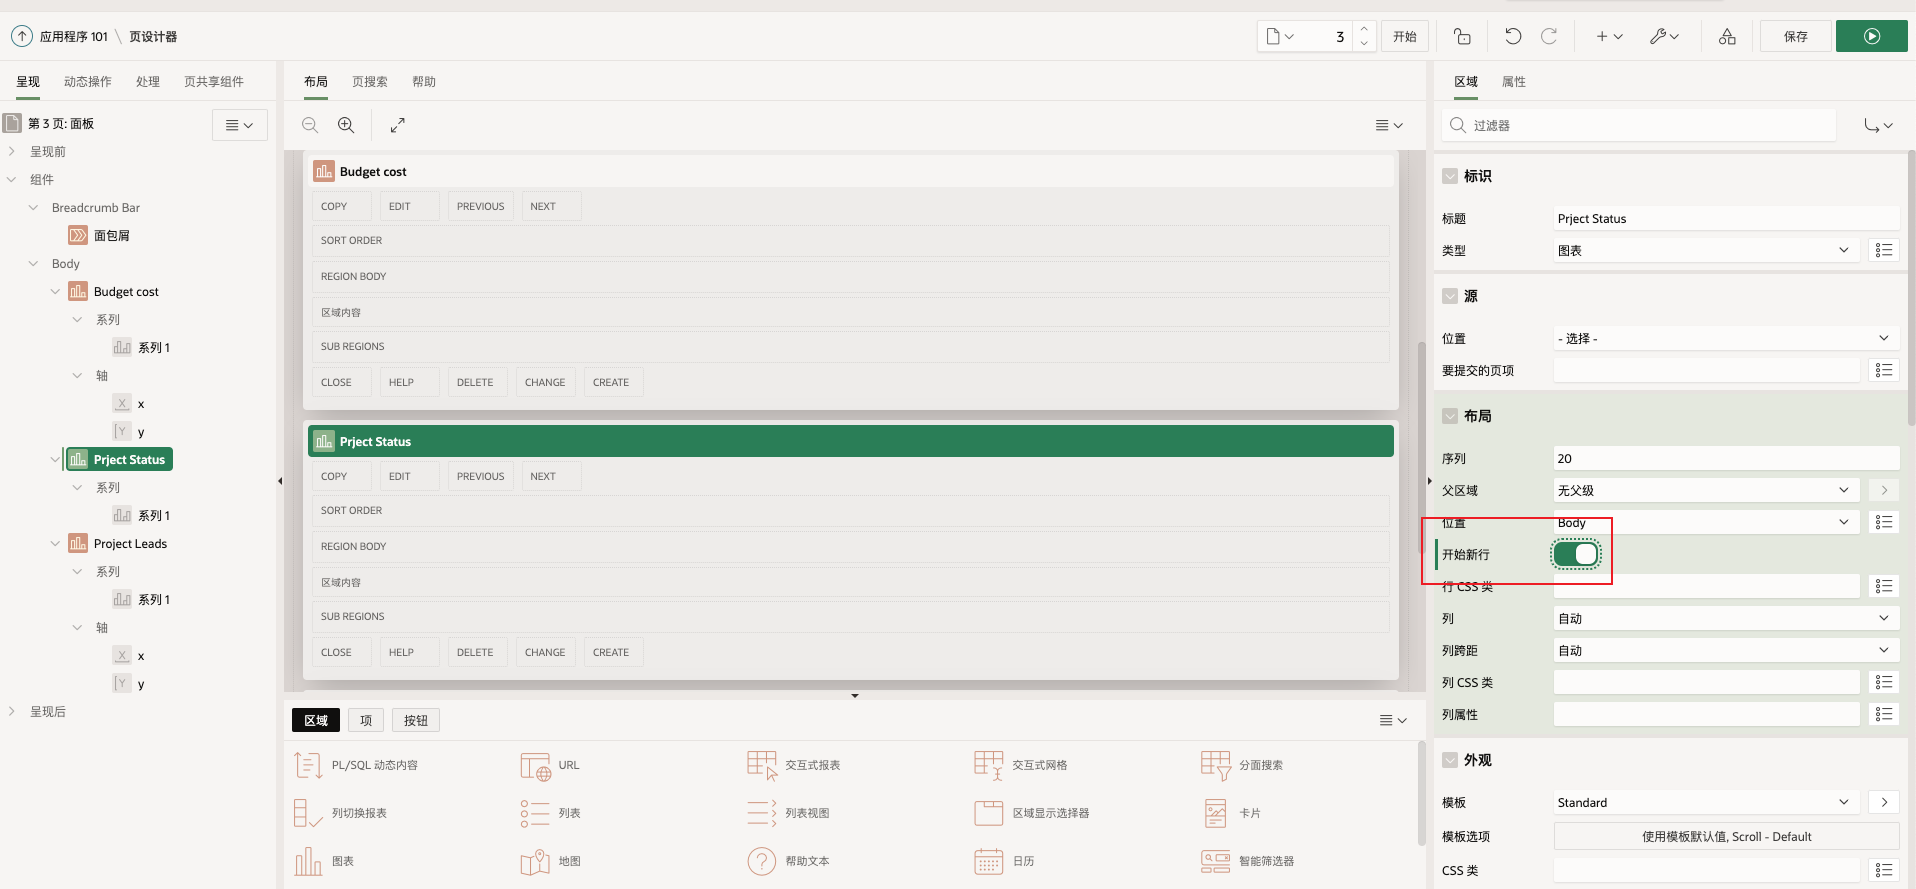 应用程序 101 \ 页设计器
3
开始
保存
呈现 动态操作 处理 页共享组件
第 3 页: 面板
呈现前
组件
Breadcrumb Bar
面包屑
Body
Budget cost
系列
系列 1
轴
x
y
Prject Status
系列
系列 1
Project Leads
系列
系列 1
轴
x
y
呈现后
布局 页搜索 帮助
Budget cost
COPY EDIT PREVIOUS NEXT
SORT ORDER
REGION BODY
区域内容
SUB REGIONS
CLOSE HELP DELETE CHANGE CREATE
Prject Status
COPY EDIT PREVIOUS NEXT
SORT ORDER
REGION BODY
区域内容
SUB REGIONS
CLOSE HELP DELETE CHANGE CREATE
区域 项 按钮
PL/SQL 动态内容 URL 交互式报表 交互式网格 分面搜索
列切换报表 列表 列表视图 区域显示选择器 卡片
图表 地图 帮助文本 日历 智能筛选器
区域 属性
过滤器
标识
标题 Prject Status
类型 图表
源
位置 - 选择 -
要提交的页项
布局
序列 20
父区域 无父级
位置 Body
开始新行
行 CSS 类
列 自动
列跨距 自动
列 CSS 类
列属性
外观
模板 Standard
模板选项 使用模板默认值, Scroll - Default
CSS 类